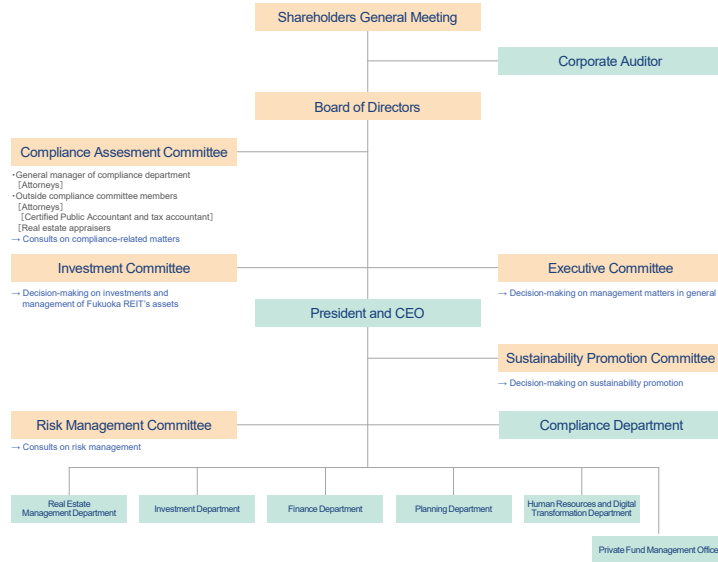 Shareholders General Meeting
Corporate Auditor
Board of Directors
Compliance Assesment Committee
・General manager of compliance department
[Attorneys]
・Outside compliance committee members
[Attorneys]
[Certified Public Accountant and tax accountant]
[Real estate appraisers
→ Consults on compliance-related matters
Investment Committee
→ Decision-making on investments and
management of Fukuoka REIT's assets
Executive Committee
→ Decision-making on management matters in general
President and CEO
Sustainability Promotion Committee
→ Decision-making on sustainability promotion
Risk Management Committee
→ Consults on risk management
Compliance Department
Real Estate
Management Department
Investment Department
Finance Department
Planning Department
Human Resources and Digital
Transformation Department
Private Fund Management Office